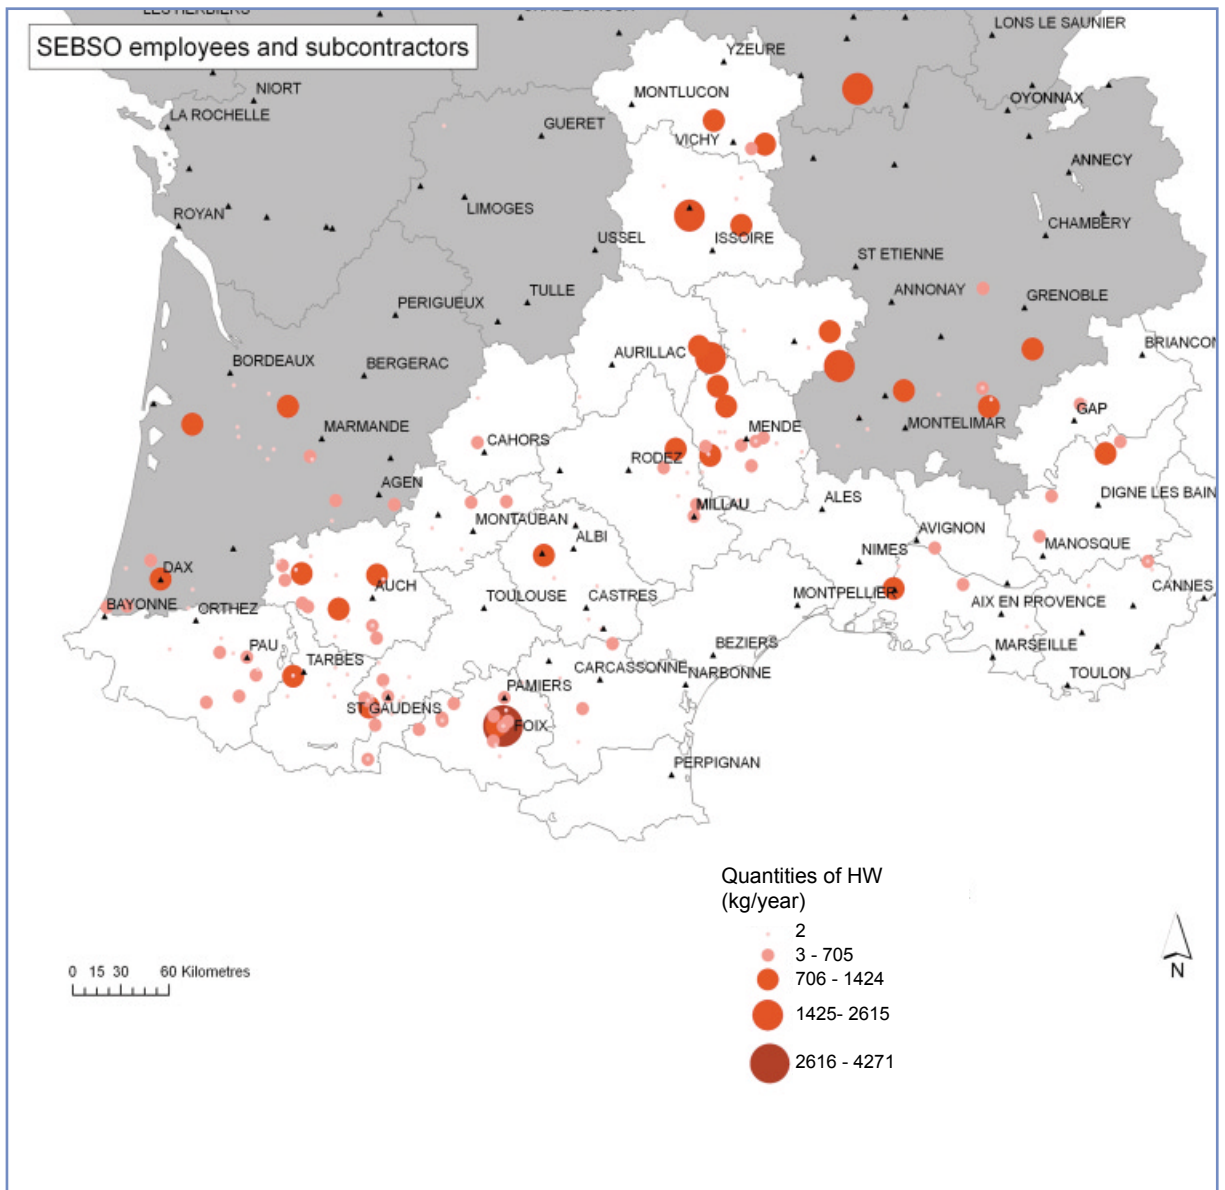 SEBSO employees and subcontractors
LONS LE SAUNIER
YZEURE
NIORT
MONTLUCON
OYONNAX
LA ROCHELLE
GUERET
VICHY
ANNECY
LIMOGES
ROYAN
CHAMBERY
USSEL
ISSOIRE
ST ETIENNE
TULLE
ANNONAY
GRENOBLE
PERIGUEUX
BRIANCON
AURILLAC
BORDEAUX
BERGERAC
GAP
MARMANDE
MENDE
MONTELIMAR
CAHORS
RODEZ
AGEN
ALES
DIGNE LES BAIN
MILLAU
MONTAUBAN
AVIGNON
ALBI
MANOSQUE
NIMES
DAX
AUCH
CANNES
BAYONNE
ORTHEZ
TOULOUSE
CASTRES
MONTPELLIER
AIX EN PROVENCE
PAU
BEZIERS
MARSEILLE
TARBES
CARCASSONNE
NARBONNE
TOULON
PAMIERS
ST GAUDENS
FOIX
PERPIGNAN
Quantities of HW
(kg/year)
2
3 - 705
706 - 1424
1425- 2615
2616 - 4271
0 15 30 60 Kilometres
N